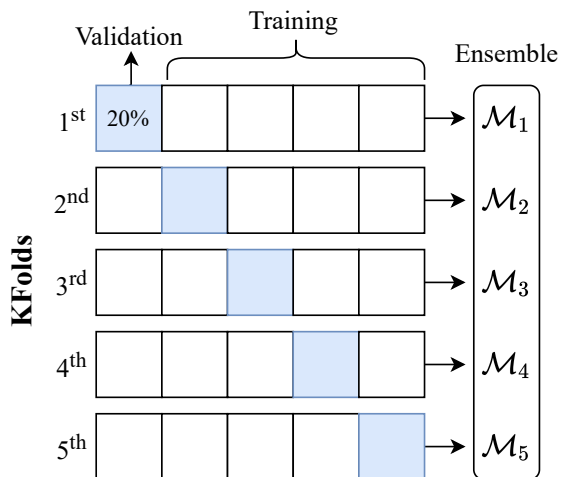 Training
Validation
Ensemble
1st 20% ℳ1
2nd ℳ2
KFolds
3rd ℳ3
4th ℳ4
5th ℳ5